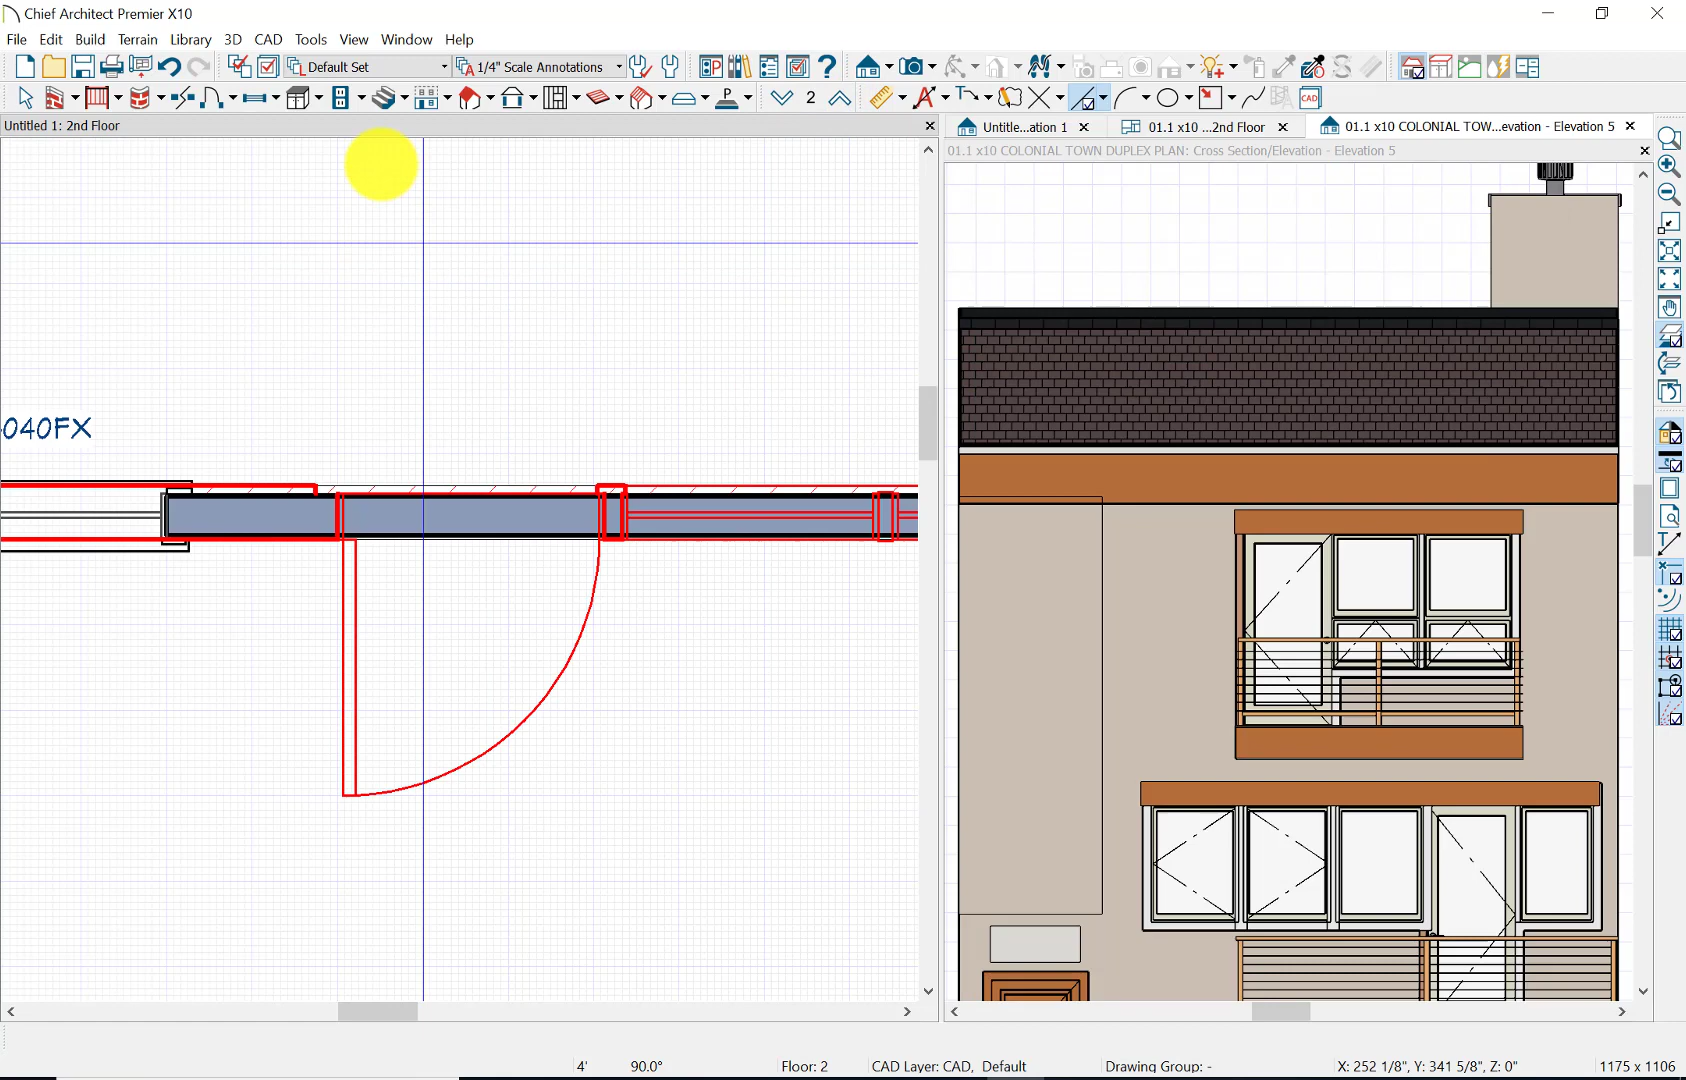 Chief Architect Premier X10
File Edit Build Terrain Library 3D CAD Tools View Window Help
Default Set 1/4" Scale Annotations
2 CAD
Untitled 1: 2nd Floor
Untitle...ation 1 01.1 x10 ...2nd Floor 01.1 x10 COLONIAL TOW...evation - Elevation 5
01.1 x10 COLONIAL TOWN DUPLEX PLAN: Cross Section/Elevation - Elevation 5
040FX
4' 90.0° Floor: 2 CAD Layer: CAD, Default Drawing Group: - X: 252 1/8", Y: 341 5/8", Z: 0" 1175 x 1106